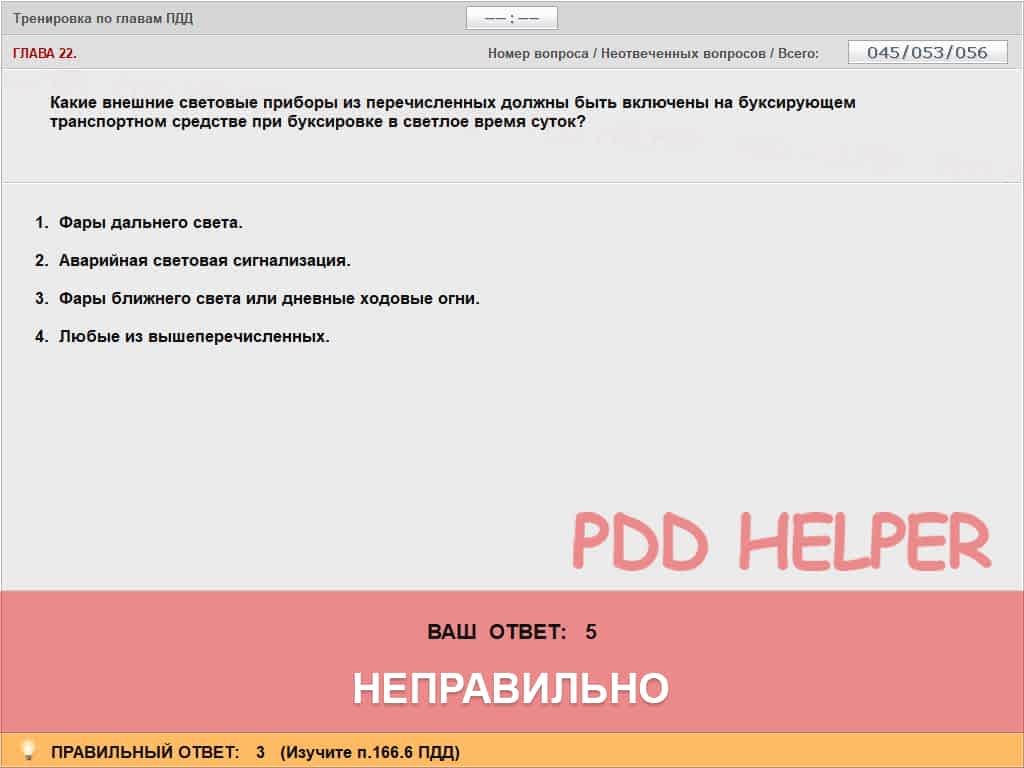 Тренировка по главам ПДД
—— : ——
ГЛАВА 22.
Номер вопроса / Неотвеченных вопросов / Всего: 045/053/056
Какие внешние световые приборы из перечисленных должны быть включены на буксирующем
транспортном средстве при буксировке в светлое время суток?
1. Фары дальнего света.
2. Аварийная световая сигнализация.
3. Фары ближнего света или дневные ходовые огни.
4. Любые из вышеперечисленных.
PDD HELPER
ВАШ ОТВЕТ: 5
НЕПРАВИЛЬНО
ПРАВИЛЬНЫЙ ОТВЕТ: 3 (Изучите п.166.6 ПДД)